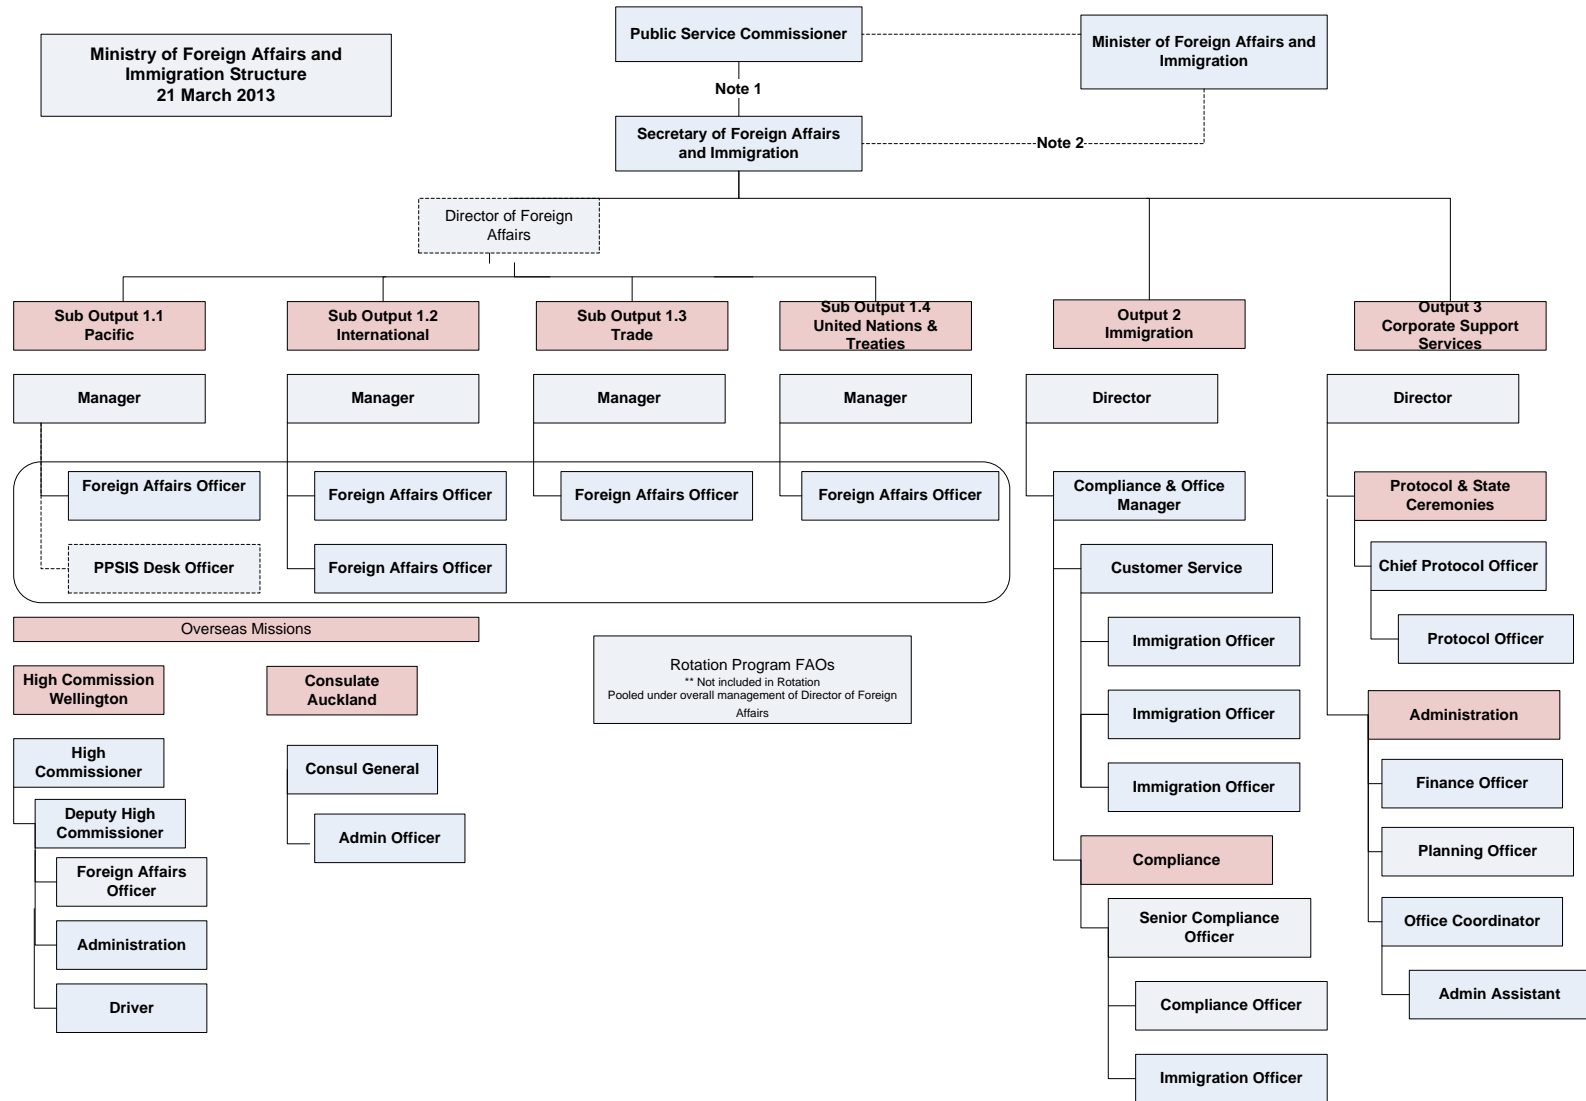 Ministry of Foreign Affairs and
Immigration Structure
21 March 2013
Public Service Commissioner
Minister of Foreign Affairs and
Immigration
Note 1
Secretary of Foreign Affairs
and Immigration
Note 2
Director of Foreign
Affairs
Sub Output 1.1
Pacific
Sub Output 1.2
International
Sub Output 1.3
Trade
Sub Output 1.4
United Nations &
Treaties
Output 2
Immigration
Output 3
Corporate Support
Services
Manager
Manager
Manager
Manager
Director
Director
Foreign Affairs Officer
Foreign Affairs Officer
Foreign Affairs Officer
Foreign Affairs Officer
PPSIS Desk Officer
Foreign Affairs Officer
Overseas Missions
High Commission
Wellington
Consulate
Auckland
High
Commissioner
Deputy High
Commissioner
Foreign Affairs
Officer
Administration
Driver
Consul General
Admin Officer
Rotation Program FAOs
** Not included in Rotation
Pooled under overall management of Director of Foreign
Affairs
Compliance & Office
Manager
Customer Service
Immigration Officer
Immigration Officer
Immigration Officer
Compliance
Senior Compliance
Officer
Compliance Officer
Immigration Officer
Protocol & State
Ceremonies
Chief Protocol Officer
Protocol Officer
Administration
Finance Officer
Planning Officer
Office Coordinator
Admin Assistant